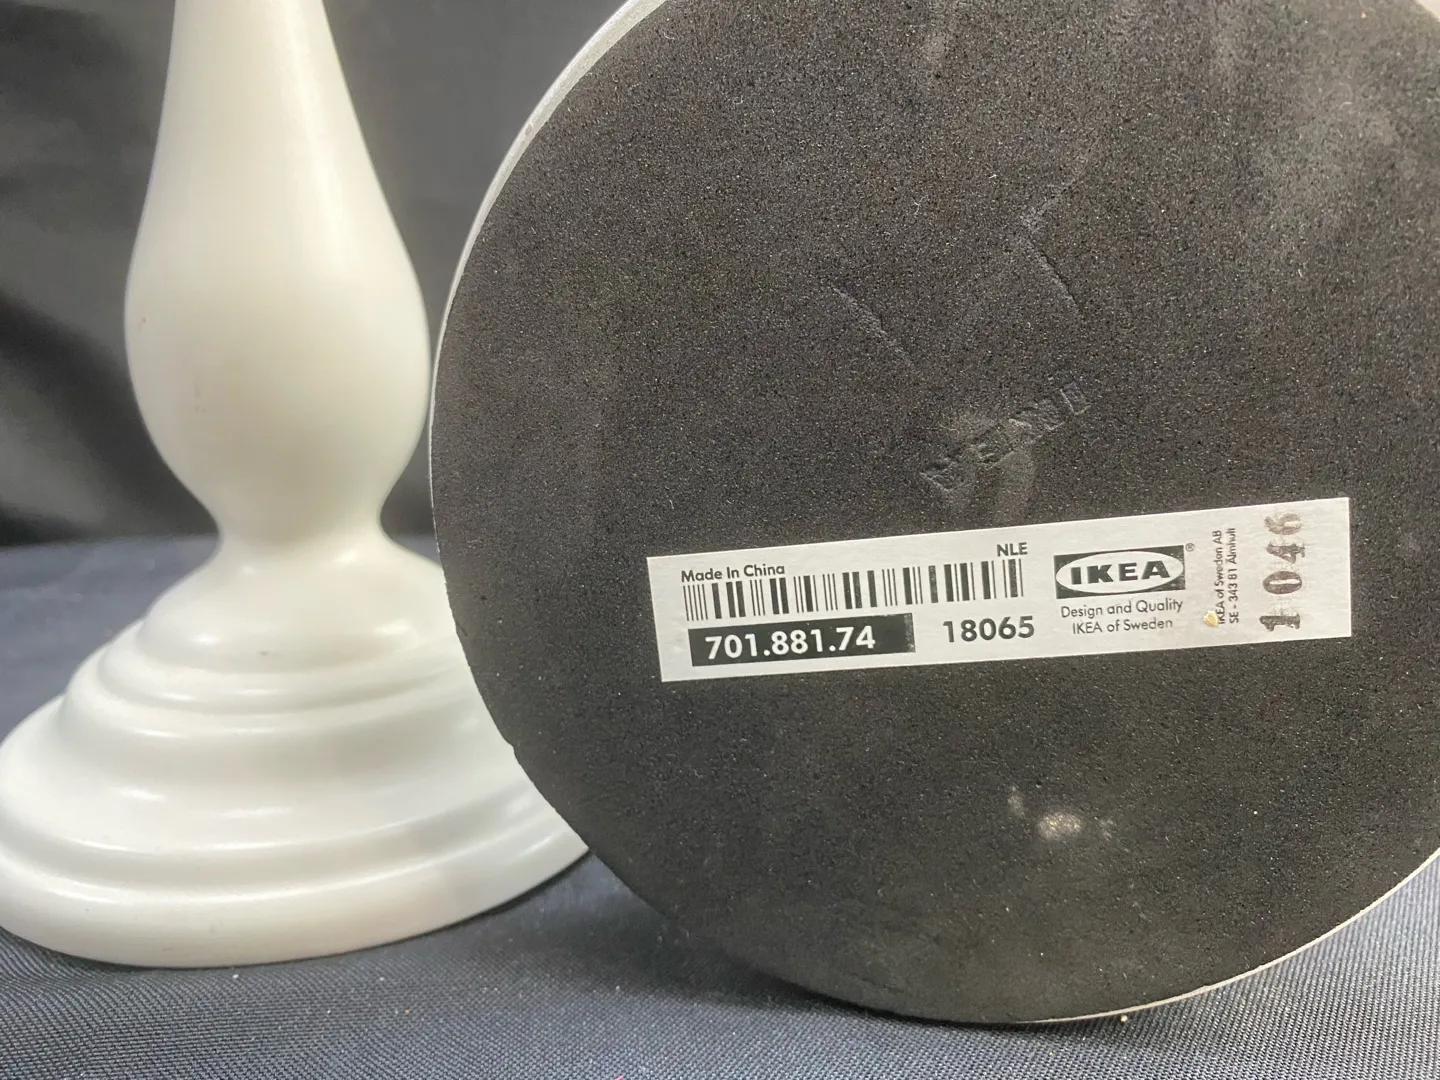 NLE
Made In China
701.881.74
18065
IKEA®
Design and Quality
IKEA of Sweden
IKEA of Sweden AB
SE - 343 81 Älmhult
1046